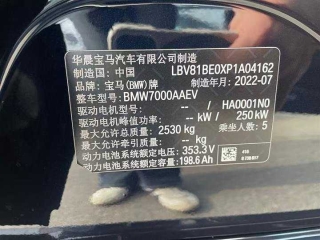 华晨宝马汽车有限公司制造
制造国: 中国 LBV81BE0XP1A04162
品牌: 宝马(BMW)牌 制造年月: 2022-07
整车型号: BMW7000AAEV
驱动电机型号: -- / HA0001N0
驱动电机峰值功率: -- kW / 250 kW
最大允许总质量: 2530 kg 乘坐人数 5
最大允许牵引质量: -- kg
动力电池系统额定电压: 353.3 V
动力电池系统额定容量: 198.6 Ah